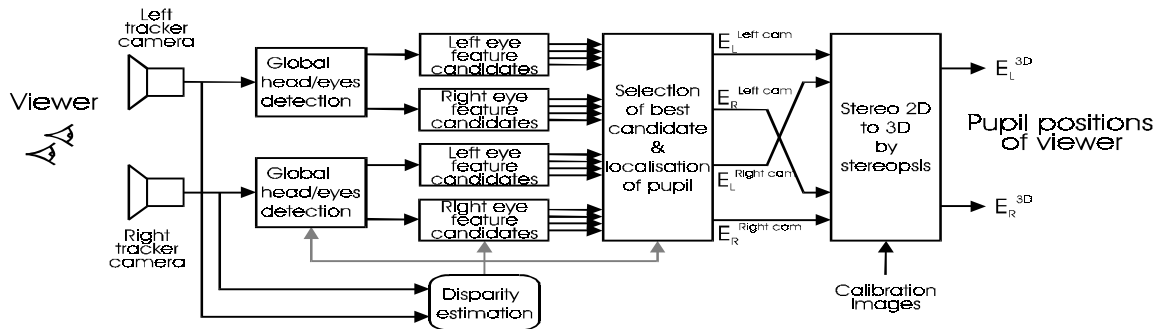 Left
tracker
camera
Viewer
Right
tracker
camera
Global
head/eyes
detection
Global
head/eyes
detection
Left eye
feature
candidates
Right eye
feature
candidates
Left eye
feature
candidates
Right eye
feature
candidates
Disparity
estimation
Selection
of best
candidate
&
localisation
of pupil
E_L Left cam
E_R Left cam
E_L Right cam
E_R Right cam
Stereo 2D
to 3D
by
stereopsIs
Calibration
Images
E_L 3D
Pupil positions
of viewer
E_R 3D